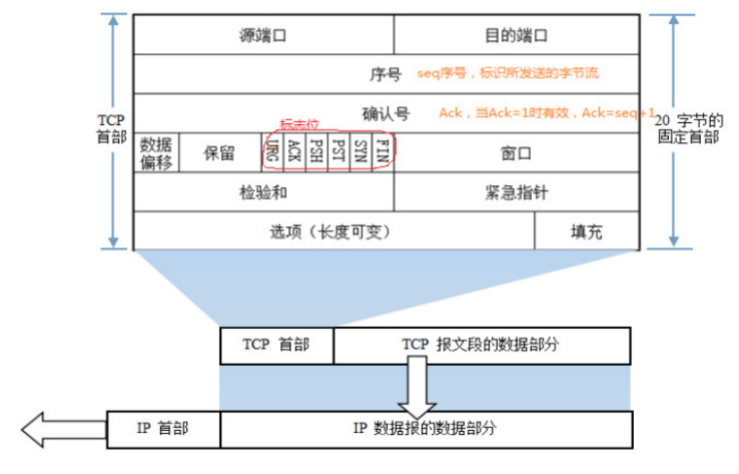 源端口 目的端口
序号 seq序号，标识所发送的字节流
确认号 Ack，当Ack=1时有效，Ack=seq+1
TCP
首部
20 字节的
固定首部
标志位
数据
偏移
保留
URG ACK PSH PST SYN FIN
窗口
检验和 紧急指针
选项（长度可变） 填充
TCP 首部 TCP 报文段的数据部分
IP 首部 IP 数据报的数据部分